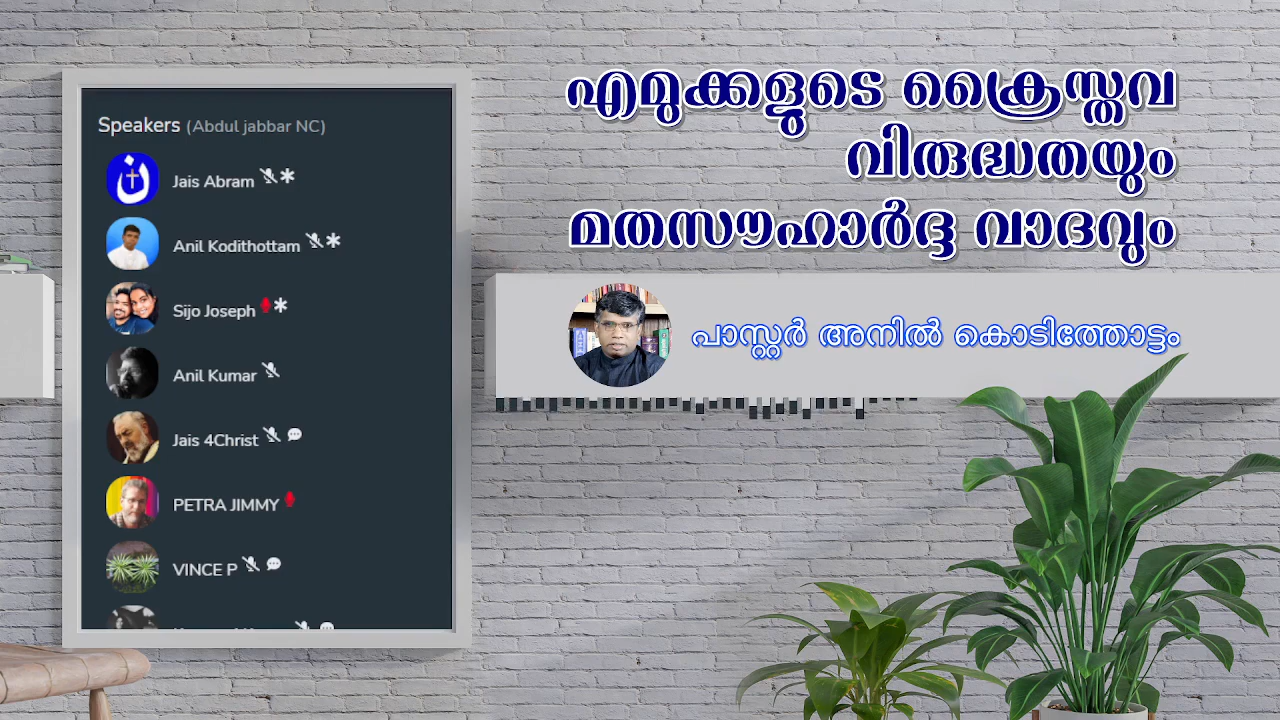 Speakers (Abdul jabbar NC)
Jais Abram
Anil Kodithottam
Sijo Joseph
Anil Kumar
Jais 4Christ
PETRA JIMMY
VINCE P
എമുക്കളുടെ ക്രൈസ്തവ
വിരുദ്ധതയും
മതസൗഹാർദ്ദ വാദവും
പാസ്റ്റർ അനിൽ കൊടിത്തോട്ടം